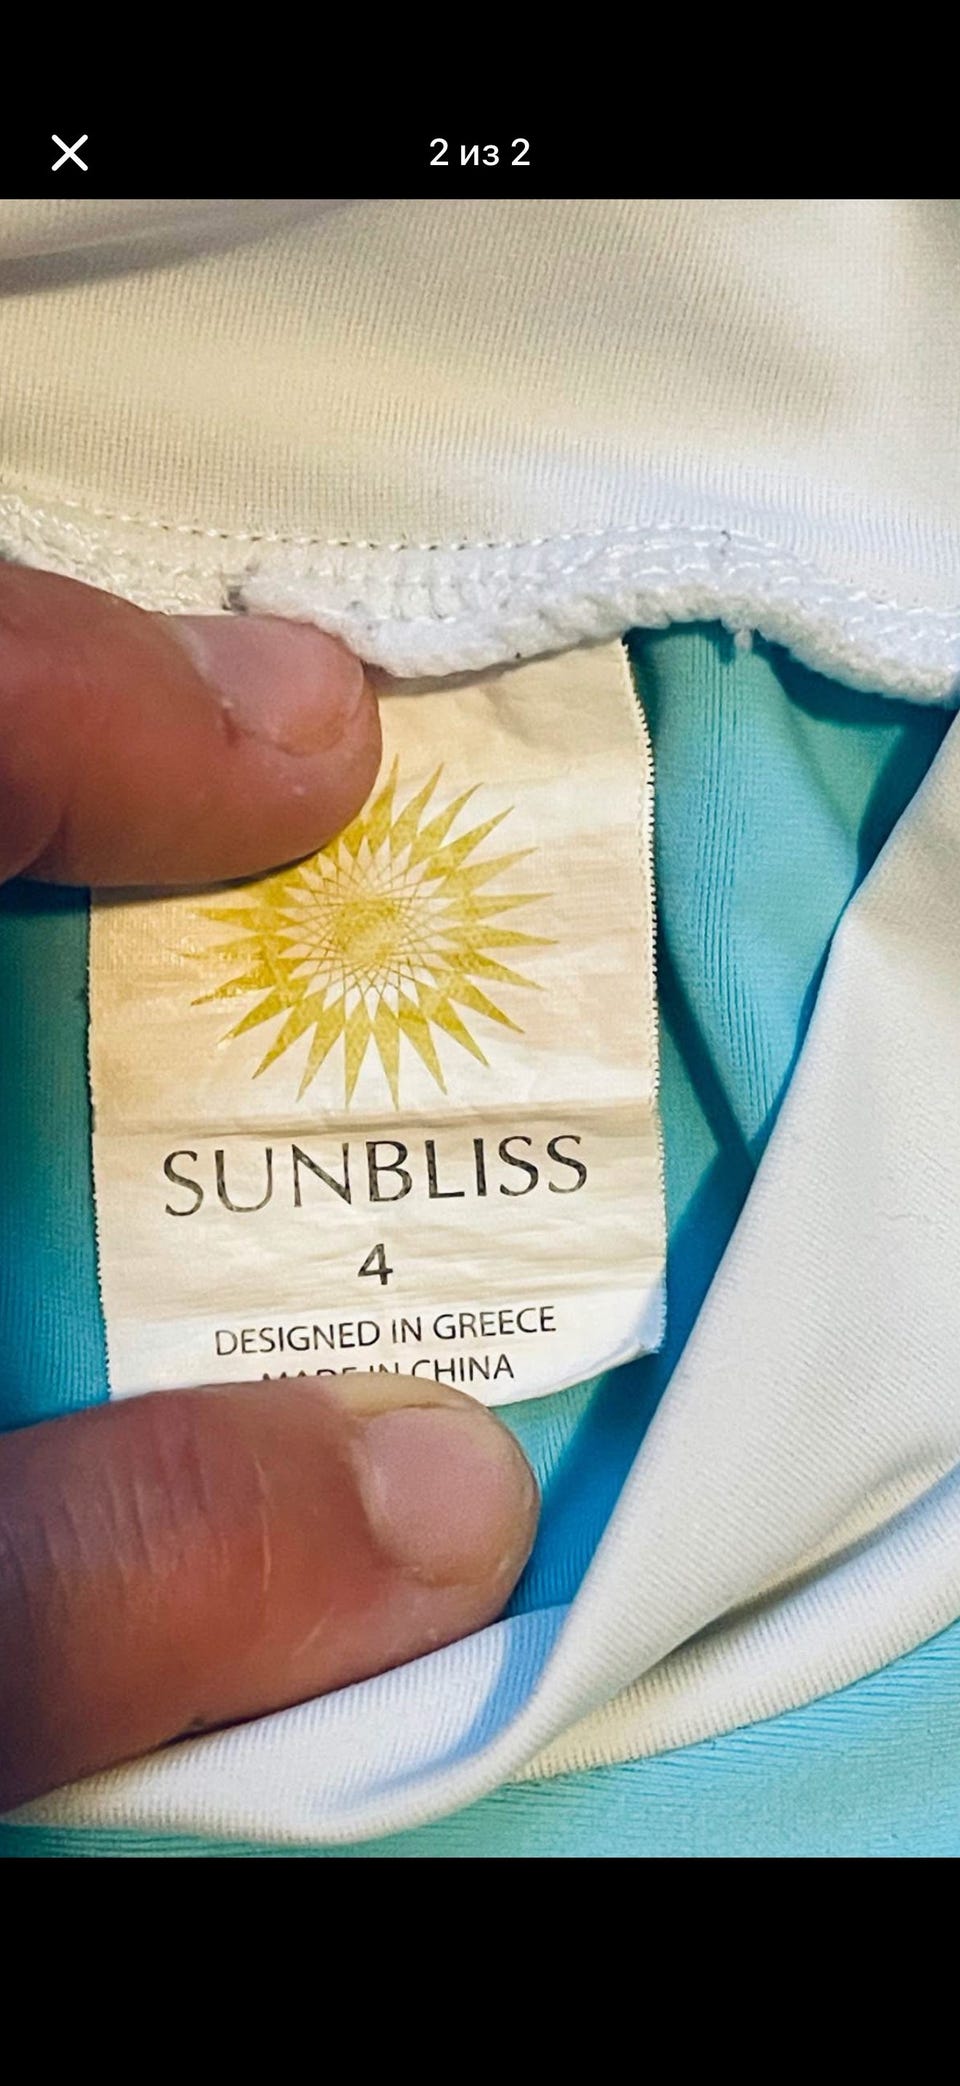 2 из 2
SUNBLISS
4
DESIGNED IN GREECE
MADE IN CHINA